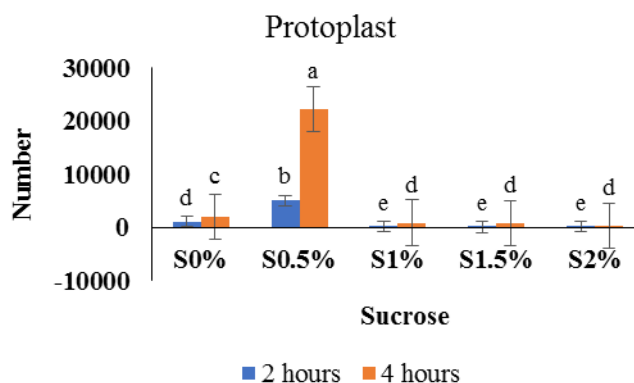 Protoplast
30000
20000
10000
0
-10000
Number
a
b
c
d
e
d
e
d
e
d
S0%
S0.5%
S1%
S1.5%
S2%
Sucrose
2 hours
4 hours